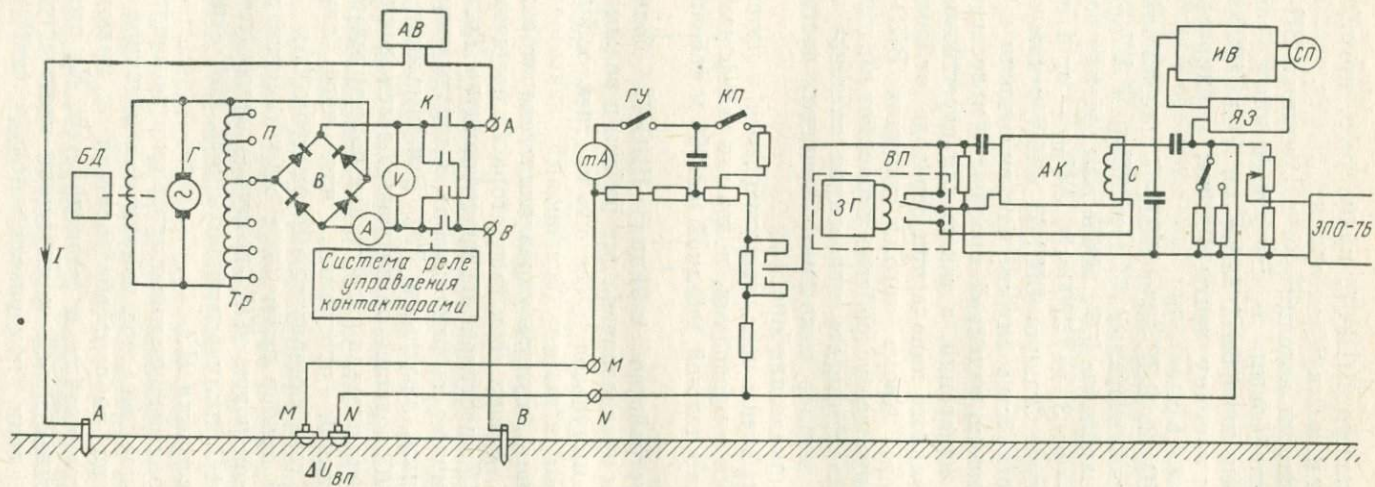 АВ
ИВ
СП
ЯЗ
К
А
ГУ
КП
П
Г
БД
В
V
mA
ВП
АК
С
ЗГ
ЭПО-7Б
А
В
I
Тр
Система реле
управления
контакторами
М
N
А
М
N
В
ΔU ВП